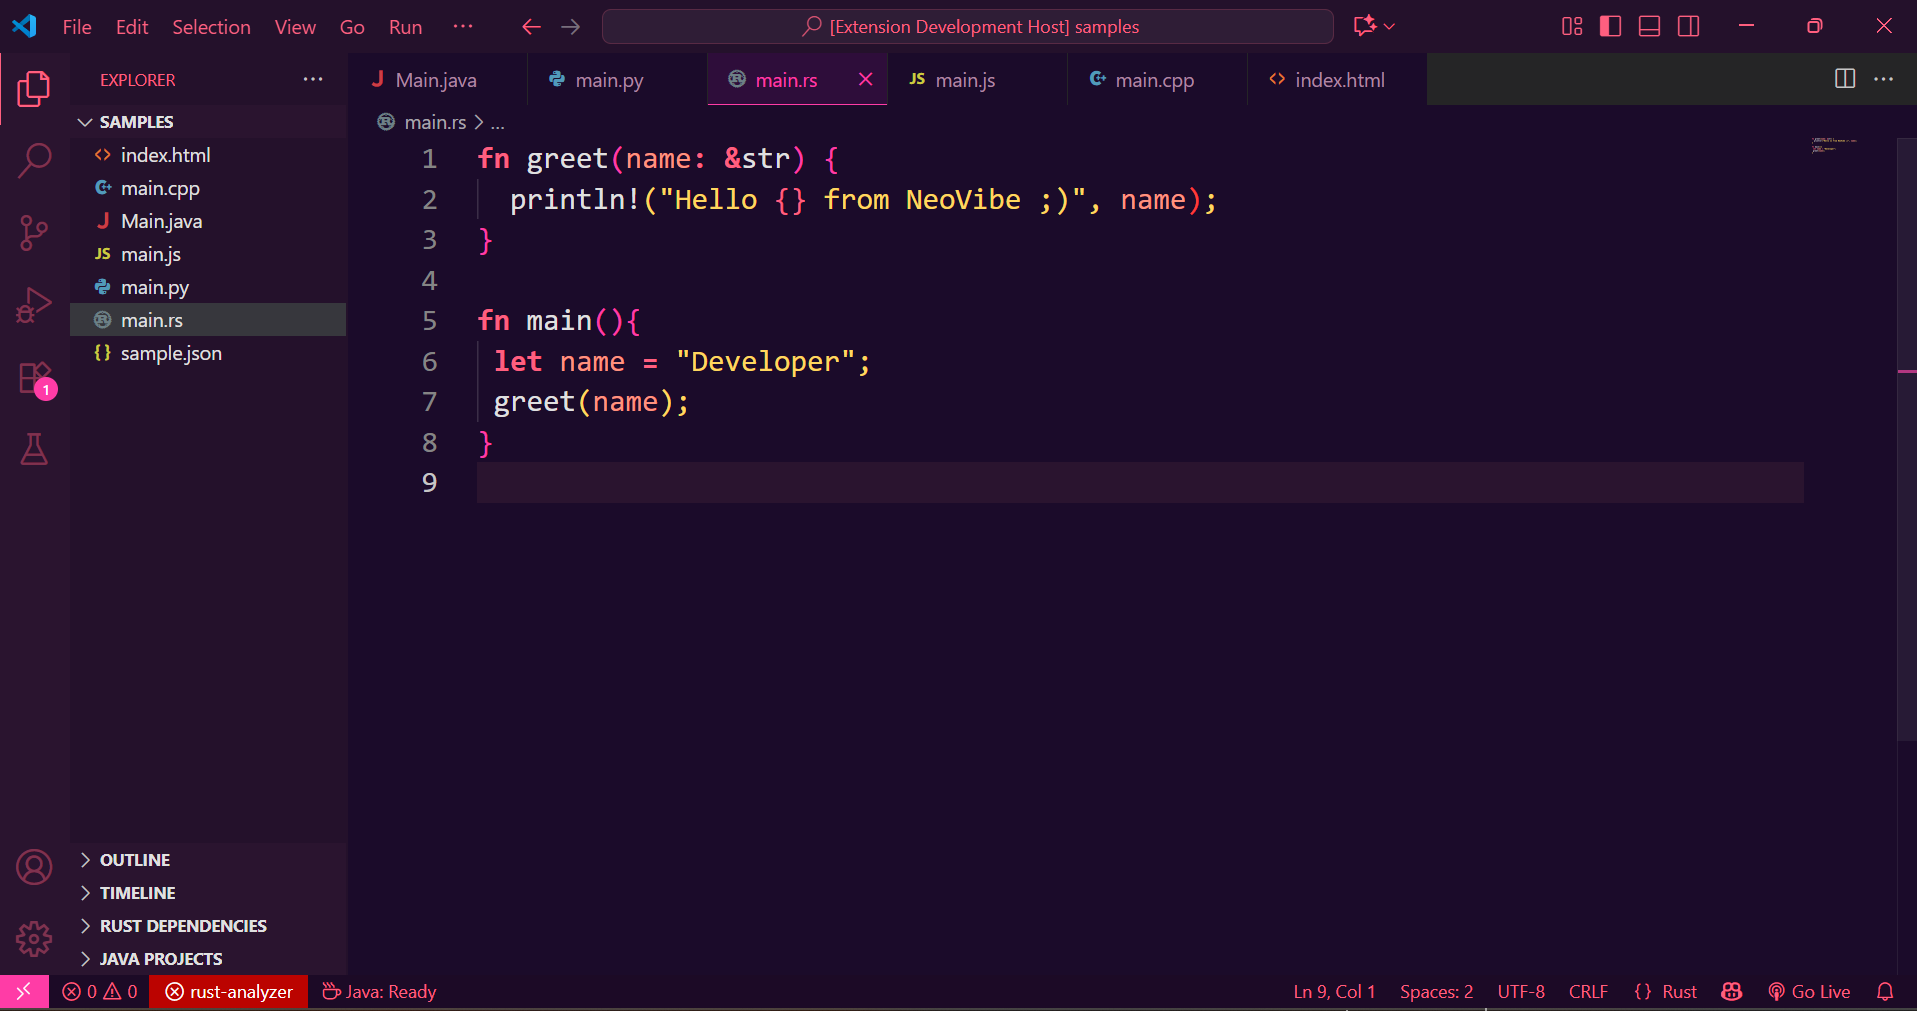 File Edit Selection View Go Run ··· [Extension Development Host] samples
EXPLORER
SAMPLES
index.html
main.cpp
Main.java
main.js
main.py
main.rs
sample.json
OUTLINE
TIMELINE
RUST DEPENDENCIES
JAVA PROJECTS
1
J Main.java main.py main.rs JS main.js main.cpp index.html
main.rs > ...
1 fn greet(name: &str) {
2 println!("Hello {} from NeoVibe ;)", name);
3 }
4
5 fn main(){
6 let name = "Developer";
7 greet(name);
8 }
9
0 0 rust-analyzer Java: Ready Ln 9, Col 1 Spaces: 2 UTF-8 CRLF {} Rust Go Live